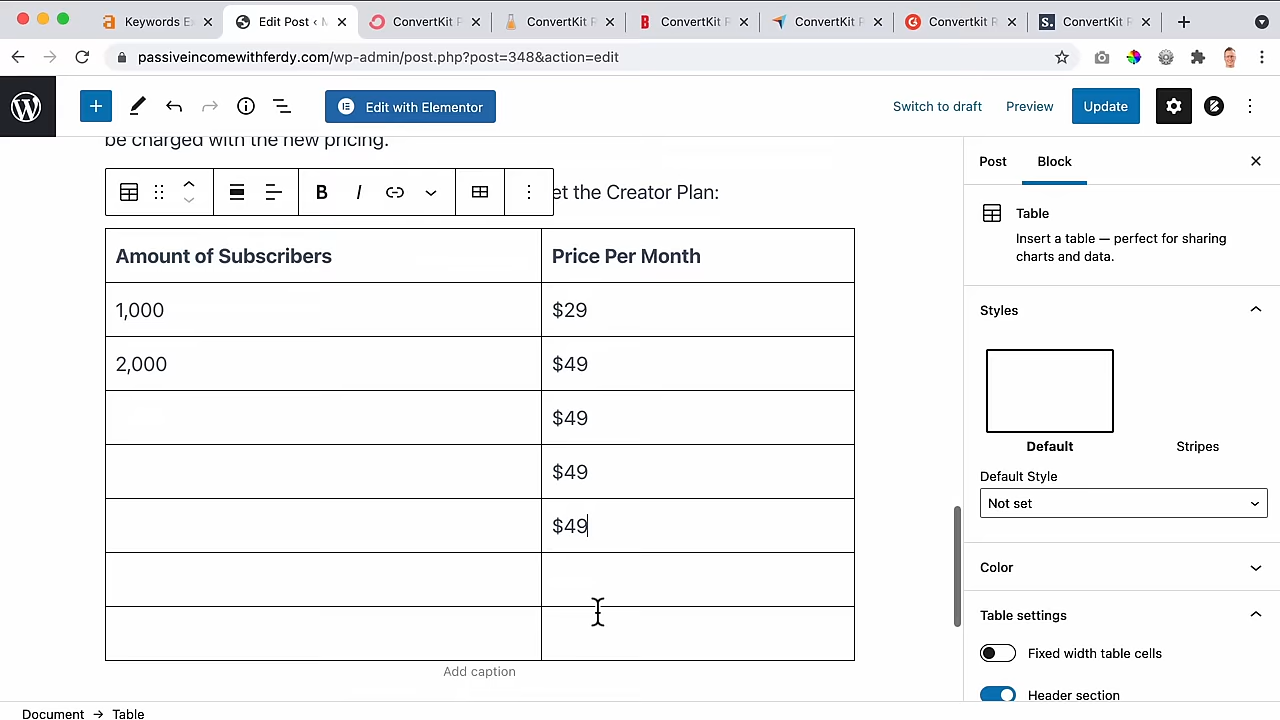 Keywords E
Edit Post ‹ M
ConvertKit F
ConvertKit F
ConvertKit F
ConvertKit F
Convertkit R
ConvertKit F
passiveincomewithferdy.com/wp-admin/post.php?post=348&action=edit
Edit with Elementor
Switch to draft
Preview
Update
be charged with the new pricing.
et the Creator Plan:
Amount of Subscribers
Price Per Month
1,000
$29
2,000
$49
$49
$49
$49
Add caption
Post
Block
Table
Insert a table — perfect for sharing
charts and data.
Styles
Default
Stripes
Default Style
Not set
Color
Table settings
Fixed width table cells
Header section
Document → Table